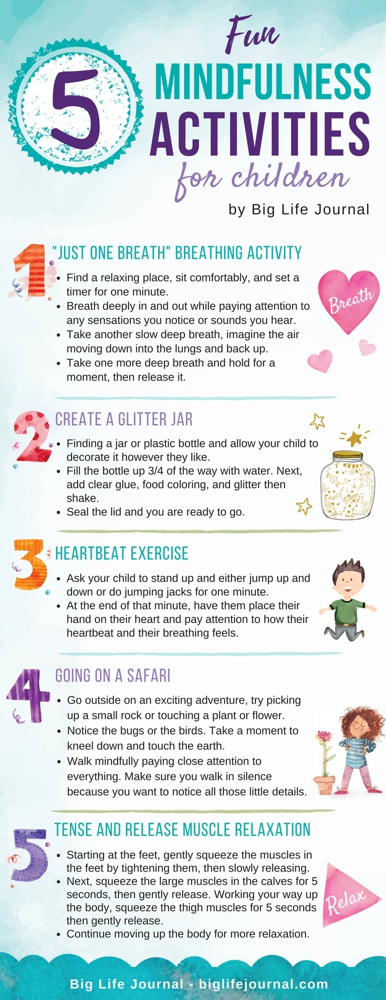 5
Fun
MINDFULNESS
ACTIVITIES
for children
by Big Life Journal
1
"JUST ONE BREATH" BREATHING ACTIVITY
• Find a relaxing place, sit comfortably, and set a
timer for one minute.
• Breath deeply in and out while paying attention to
any sensations you notice or sounds you hear.
• Take another slow deep breath, imagine the air
moving down into the lungs and back up.
• Take one more deep breath and hold for a
moment, then release it.
Breath
2
CREATE A GLITTER JAR
• Finding a jar or plastic bottle and allow your child to
decorate it however they like.
• Fill the bottle up 3/4 of the way with water. Next,
add clear glue, food coloring, and glitter then
shake.
• Seal the lid and you are ready to go.
3
HEARTBEAT EXERCISE
• Ask your child to stand up and either jump up and
down or do jumping jacks for one minute.
• At the end of that minute, have them place their
hand on their heart and pay attention to how their
heartbeat and their breathing feels.
4
GOING ON A SAFARI
• Go outside on an exciting adventure, try picking
up a small rock or touching a plant or flower.
• Notice the bugs or the birds. Take a moment to
kneel down and touch the earth.
• Walk mindfully paying close attention to
everything. Make sure you walk in silence
because you want to notice all those little details.
5
TENSE AND RELEASE MUSCLE RELAXATION
• Starting at the feet, gently squeeze the muscles in
the feet by tightening them, then slowly releasing.
• Next, squeeze the large muscles in the calves for 5
seconds, then gently release. Working your way up
the body, squeeze the thigh muscles for 5 seconds
then gently release.
• Continue moving up the body for more relaxation.
Relax
Big Life Journal - biglifejournal.com